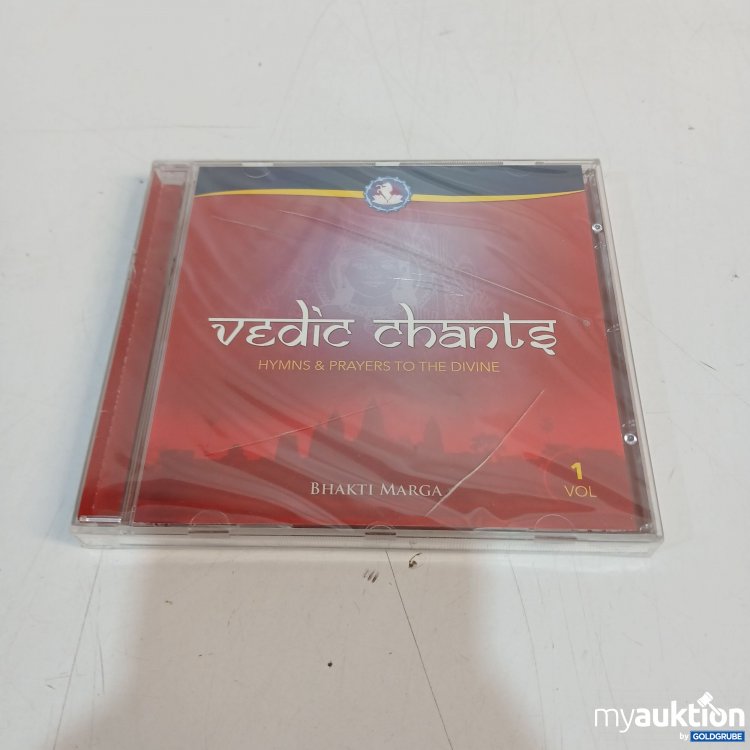 vedic chants
HYMNS & PRAYERS TO THE DIVINE
BHAKTI MARGA
1
VOL
myauktion
by GOLDGRUBE